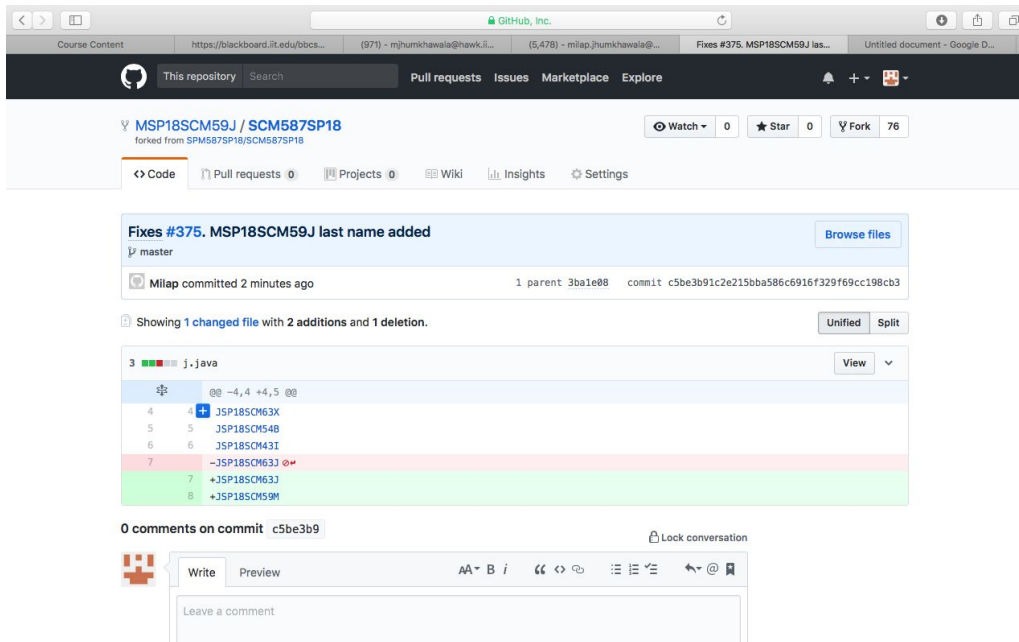 GitHub, Inc.
Course Content https://blackboard.iit.edu/bbcs... (971) - mjhumkhawala@hawk.ii... (5,478) - milap.jhumkhawala@... Fixes #375. MSP18SCM59J las... Untitled document - Google D...
This repository Search Pull requests Issues Marketplace Explore
MSP18SCM59J / SCM587SP18 Watch 0 Star 0 Fork 76
forked from SPM587SP18/SCM587SP18
<> Code Pull requests 0 Projects 0 Wiki Insights Settings
Fixes #375. MSP18SCM59J last name added Browse files
master
Milap committed 2 minutes ago 1 parent 3ba1e08 commit c5be3b91c2e215bba586c6916f329f69cc198cb3
Showing 1 changed file with 2 additions and 1 deletion. Unified Split
3 j.java View
@@ -4,4 +4,5 @@
4 4 + JSP18SCM63X
5 5 JSP18SCM54B
6 6 JSP18SCM43I
7 -JSP18SCM63J
7 +JSP18SCM63J
8 +JSP18SCM59M
0 comments on commit c5be3b9 Lock conversation
Write Preview AA B i “ <> @
Leave a comment